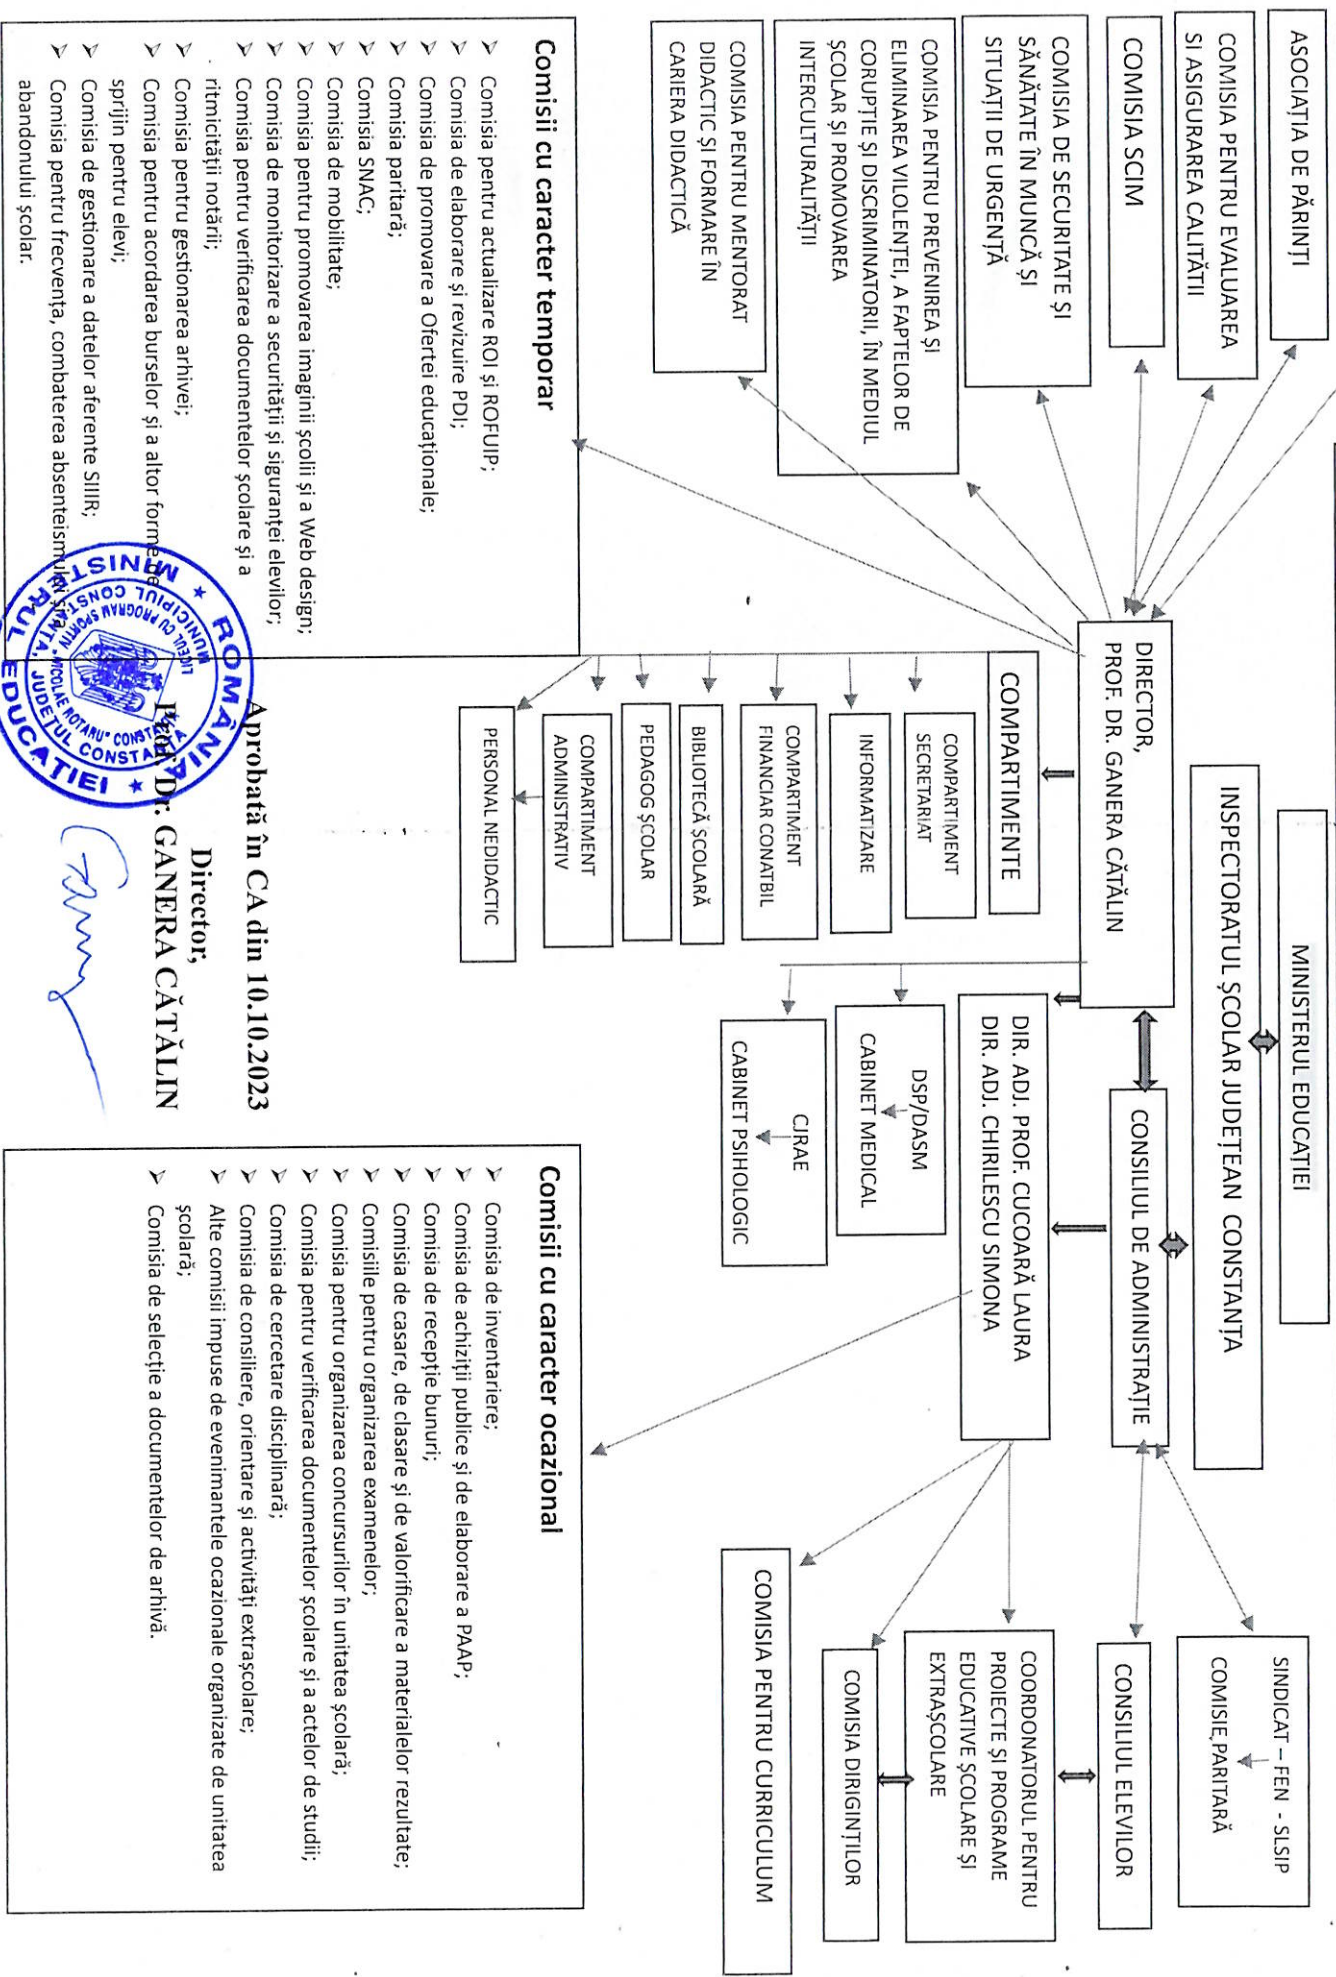 MINISTERUL EDUCAȚIEI
INSPECTORATUL ȘCOLAR JUDEȚEAN CONSTANȚA
ASOCIAȚIA DE PĂRINȚI
COMISIA PENTRU EVALUAREA
SI ASIGURAREA CALITĂTII
COMISIA SCIM
COMISIA DE SECURITATE ȘI
SĂNĂTATE ÎN MUNCĂ ȘI
SITUAȚII DE URGENȚĂ
COMISIA PENTRU PREVENIREA ȘI
ELIMINAREA VILOLENȚEI, A FAPTELOR DE
CORUPȚIE ȘI DISCRIMINATORII, ÎN MEDIUL
ȘCOLAR ȘI PROMOVAREA
INTERCULTURALITĂȚII
COMISIA PENTRU MENTORAT
DIDACTIC ȘI FORMARE ÎN
CARIERA DIDACTICĂ
DIRECTOR,
PROF. DR. GANERA CĂTĂLIN
CONSILIUL DE ADMINISTRAȚIE
SINDICAT – FEN - SLSIP
COMISIE PARITARĂ
CONSILIUL ELEVILOR
COORDONATORUL PENTRU
PROIECTE ȘI PROGRAME
EDUCATIVE ȘCOLARE ȘI
EXTRAȘCOLARE
COMISIA DIRIGINȚILOR
COMISIA PENTRU CURRICULUM
DIR. ADJ. PROF. CUCOARĂ LAURA
DIR. ADJ. CHIRILESCU SIMONA
DSP/DASM
CABINET MEDICAL
CJRAE
CABINET PSIHOLOGIC
COMPARTIMENTE
COMPARTIMENT
SECRETARIAT
INFORMATIZARE
COMPARTIMENT
FINANCIAR CONATBIL
BIBLIOTECĂ ȘCOLARĂ
PEDAGOG ȘCOLAR
COMPARTIMENT
ADMINISTRATIV
PERSONAL NEDIDACTIC
Comisii cu caracter temporar
➢ Comisia pentru actualizare ROI și ROFUIP;
➢ Comisia de elaborare și revizuire PDI;
➢ Comisia de promovare a Ofertei educaționale;
➢ Comisia paritară;
➢ Comisia SNAC;
➢ Comisia de mobilitate;
➢ Comisia pentru promovarea imaginii școlii și a Web design;
➢ Comisia de monitorizare a securității și siguranței elevilor;
➢ Comisia pentru verificarea documentelor școlare și a
ritmicității notării;
➢ Comisia pentru gestionarea arhivei;
➢ Comisia pentru acordarea burselor și a altor forme de
sprijin pentru elevi;
➢ Comisia de gestionare a datelor aferente SIIIR;
➢ Comisia pentru frecvența, combaterea absenteismului și a
abandonului școlar.
Aprobată în CA din 10.10.2023
Director,
Prof. Dr. GANERA CĂTĂLIN
ROMÂNIA ★ MINISTERUL EDUCAȚIEI ★
MUNICIPIUL CONSTANȚA, JUDEȚUL CONSTANȚA
LICEUL CU PROGRAM SPORTIV „NICOLAE ROTARU" CONSTANȚA
Comisii cu caracter ocazional
➢ Comisia de inventariere;
➢ Comisia de achiziții publice și de elaborare a PAAP;
➢ Comisia de recepție bunuri;
➢ Comisia de casare, de clasare și de valorificare a materialelor rezultate;
➢ Comisiile pentru organizarea examenelor;
➢ Comisia pentru organizarea concursurilor în unitatea școlară;
➢ Comisia pentru verificarea documentelor școlare și a actelor de studii;
➢ Comisia de cercetare disciplinară;
➢ Comisia de consiliere, orientare și activități extrașcolare;
➢ Alte comisii impuse de evenimantele ocazionale organizate de unitatea
școlară;
➢ Comisia de selecție a documentelor de arhivă.